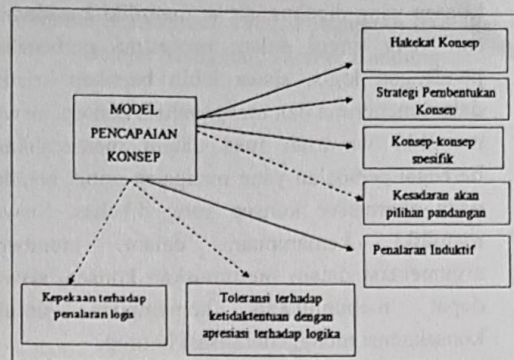 Hakekat Konsep
Strategi Pembentukan
Konsep
MODEL
PENCAPAIAN
KONSEP
Konsep-konsep
spesifik
Kesadaran akan
pilihan pandangan
Penalaran Induktif
Kepekaan terhadap
penalaran logis
Toleransi terhadap
dengan
apresiasi terhadap logika